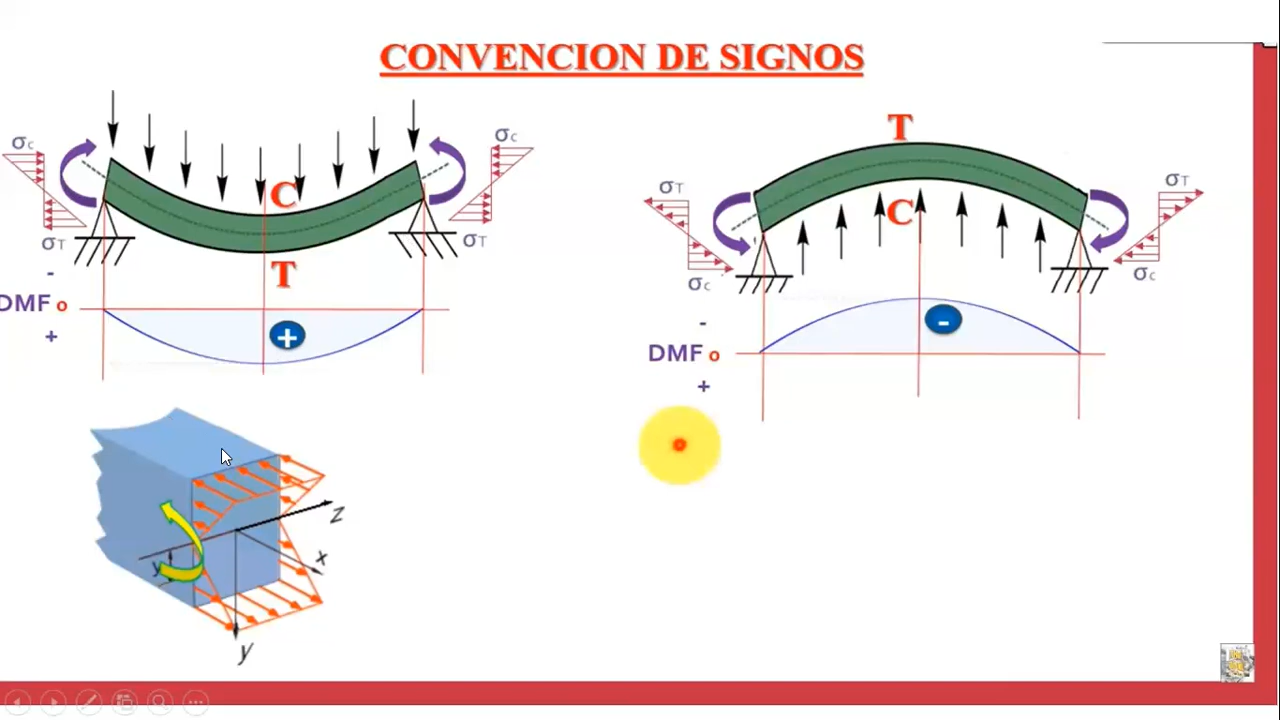 CONVENCION DE SIGNOS
σc
σc
C
σT
σT
T
-
DMF o
+
+
T
σT
σT
C
σc
σc
-
DMF o
+
-
z
x
y
y